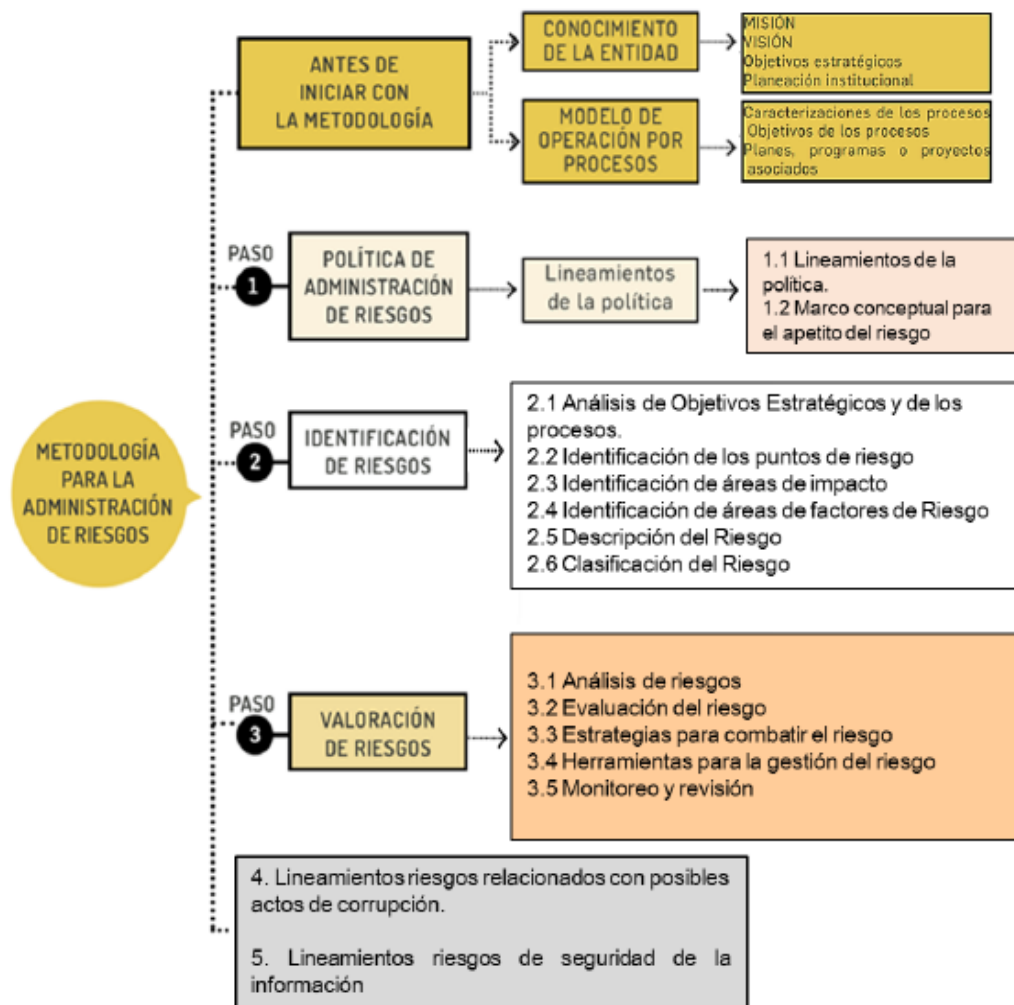 ANTES DE
INICIAR CON
LA METODOLOGÍA
CONOCIMIENTO
DE LA ENTIDAD
MISIÓN
VISIÓN
Objetivos estratégicos
Planeación institucional
MODELO DE
OPERACIÓN POR
PROCESOS
Caracterizaciones de los procesos
Objetivos de los procesos
Planes, programas o proyectos
asociados
PASO
1
POLÍTICA DE
ADMINISTRACIÓN
DE RIESGOS
Lineamientos
de la política
1.1 Lineamientos de la
política.
1.2 Marco conceptual para
el apetito del riesgo
METODOLOGÍA
PARA LA
ADMINISTRACIÓN
DE RIESGOS
PASO
2
IDENTIFICACIÓN
DE RIESGOS
2.1 Análisis de Objetivos Estratégicos y de los
procesos.
2.2 Identificación de los puntos de riesgo
2.3 Identificación de áreas de impacto
2.4 Identificación de áreas de factores de Riesgo
2.5 Descripción del Riesgo
2.6 Clasificación del Riesgo
PASO
3
VALORACIÓN
DE RIESGOS
3.1 Análisis de riesgos
3.2 Evaluación del riesgo
3.3 Estrategias para combatir el riesgo
3.4 Herramientas para la gestión del riesgo
3.5 Monitoreo y revisión
4. Lineamientos riesgos relacionados con posibles
actos de corrupción.
5. Lineamientos riesgos de seguridad de la
información